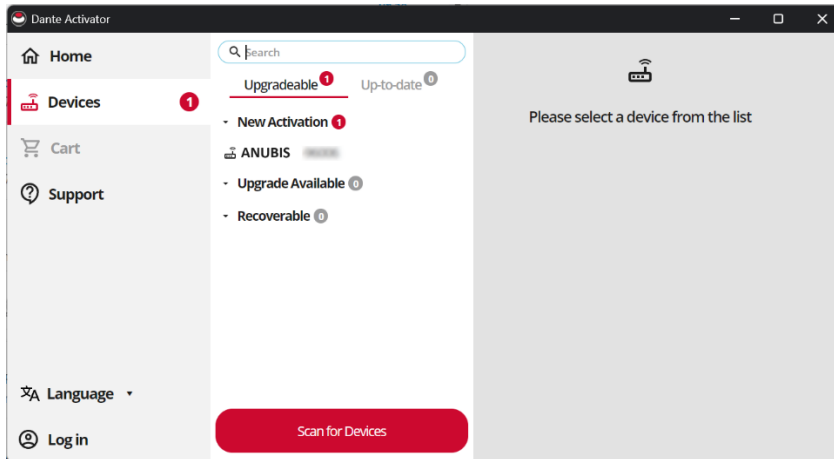 Dante Activator
Home
Devices 1
Cart
Support
Language
Log in
Search
Upgradeable 1 Up-to-date 0
New Activation 1
ANUBIS
Upgrade Available 0
Recoverable 0
Scan for Devices
Please select a device from the list